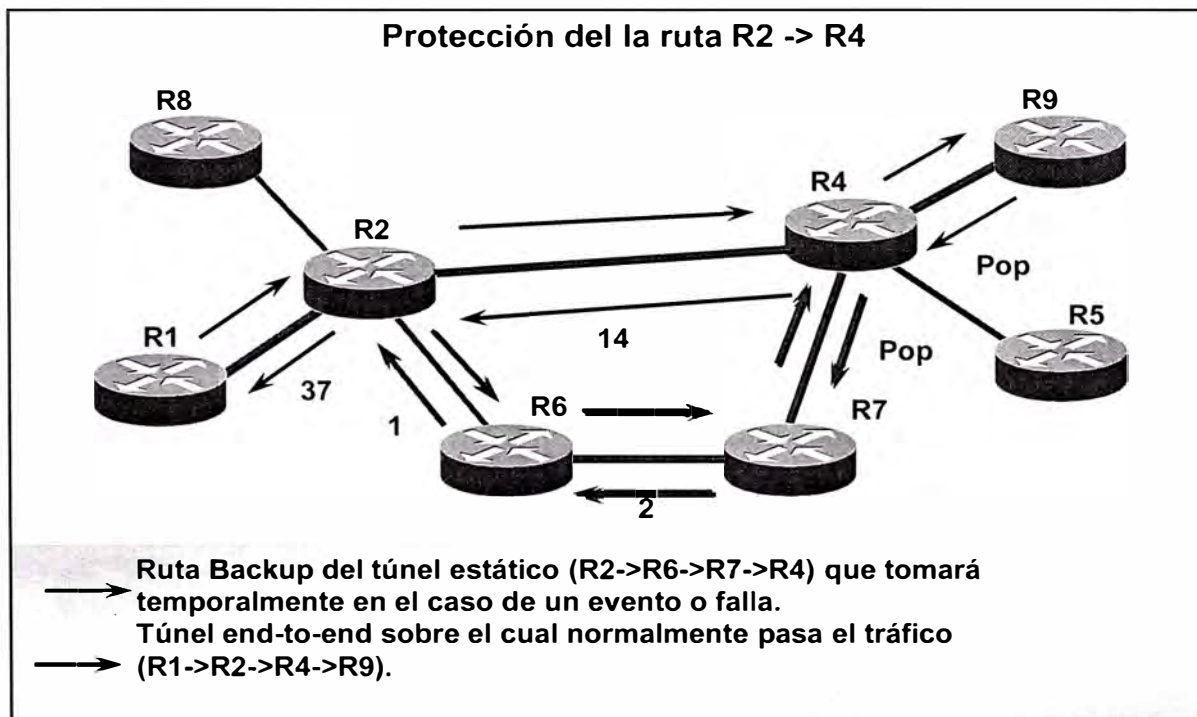 Protección del la ruta R2 -> R4
R8
R9
R4
R2
Pop
R1
R5
14
Pop
37
R6
R7
1
2
Ruta Backup del túnel estático (R2->R6->R7->R4) que tomará
temporalmente en el caso de un evento o falla.
Túnel end-to-end sobre el cual normalmente pasa el tráfico
(R1->R2->R4->R9).